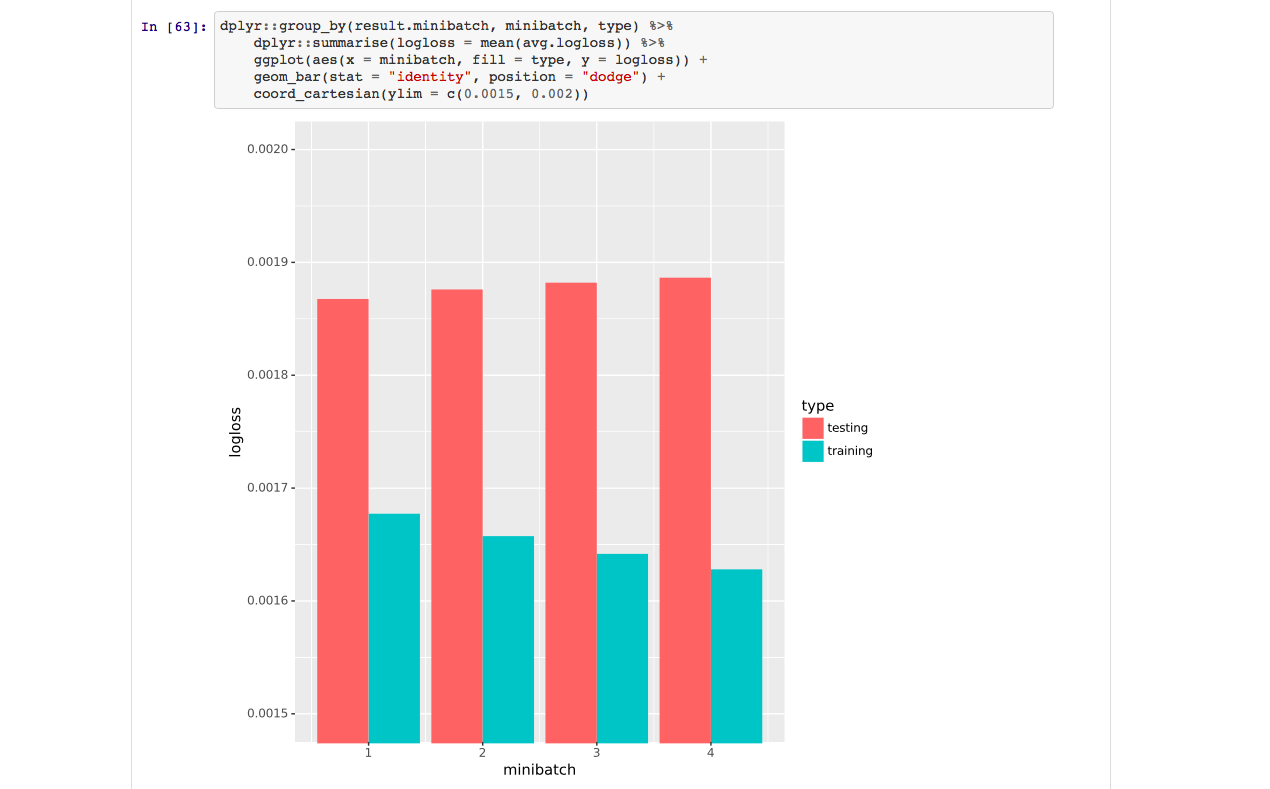 In [63]:
dplyr::group_by(result.minibatch, minibatch, type) %>%
dplyr::summarise(logloss = mean(avg.logloss)) %>%
ggplot(aes(x = minibatch, fill = type, y = logloss)) +
geom_bar(stat = "identity", position = "dodge") +
coord_cartesian(ylim = c(0.0015, 0.002))
0.0020
0.0019
0.0018
0.0017
0.0016
0.0015
logloss
1 2 3 4
minibatch
type
testing
training